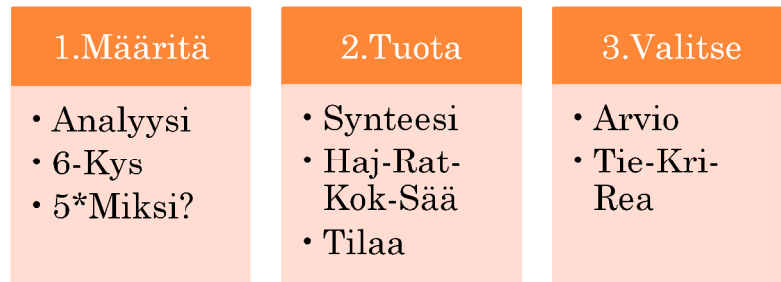 1.Määritä
• Analyysi
• 6-Kys
• 5*Miksi?
2.Tuota
• Synteesi
• Haj-Rat-
Kok-Sää
• Tilaa
3.Valitse
• Arvio
• Tie-Kri-
Rea